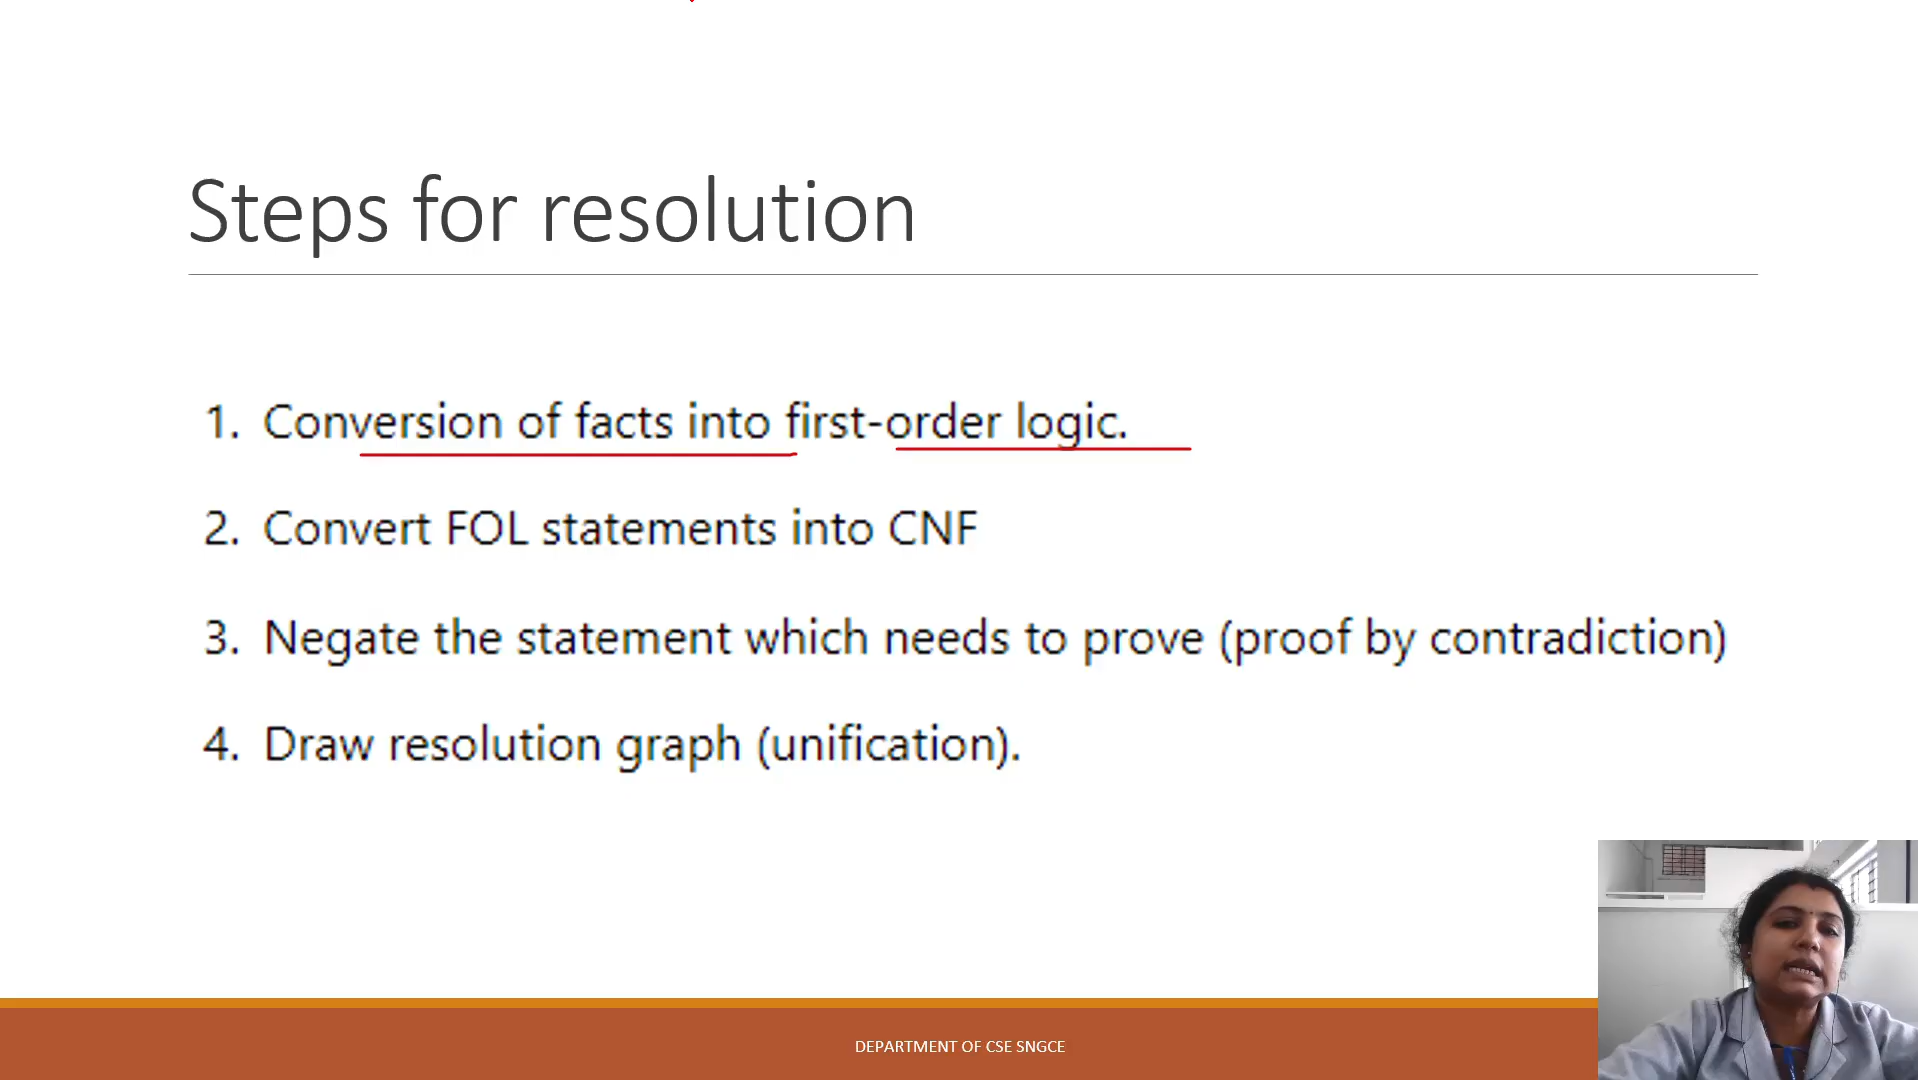 Steps for resolution
1. Conversion of facts into first-order logic.
2. Convert FOL statements into CNF
3. Negate the statement which needs to prove (proof by contradiction)
4. Draw resolution graph (unification).
DEPARTMENT OF CSE SNGCE